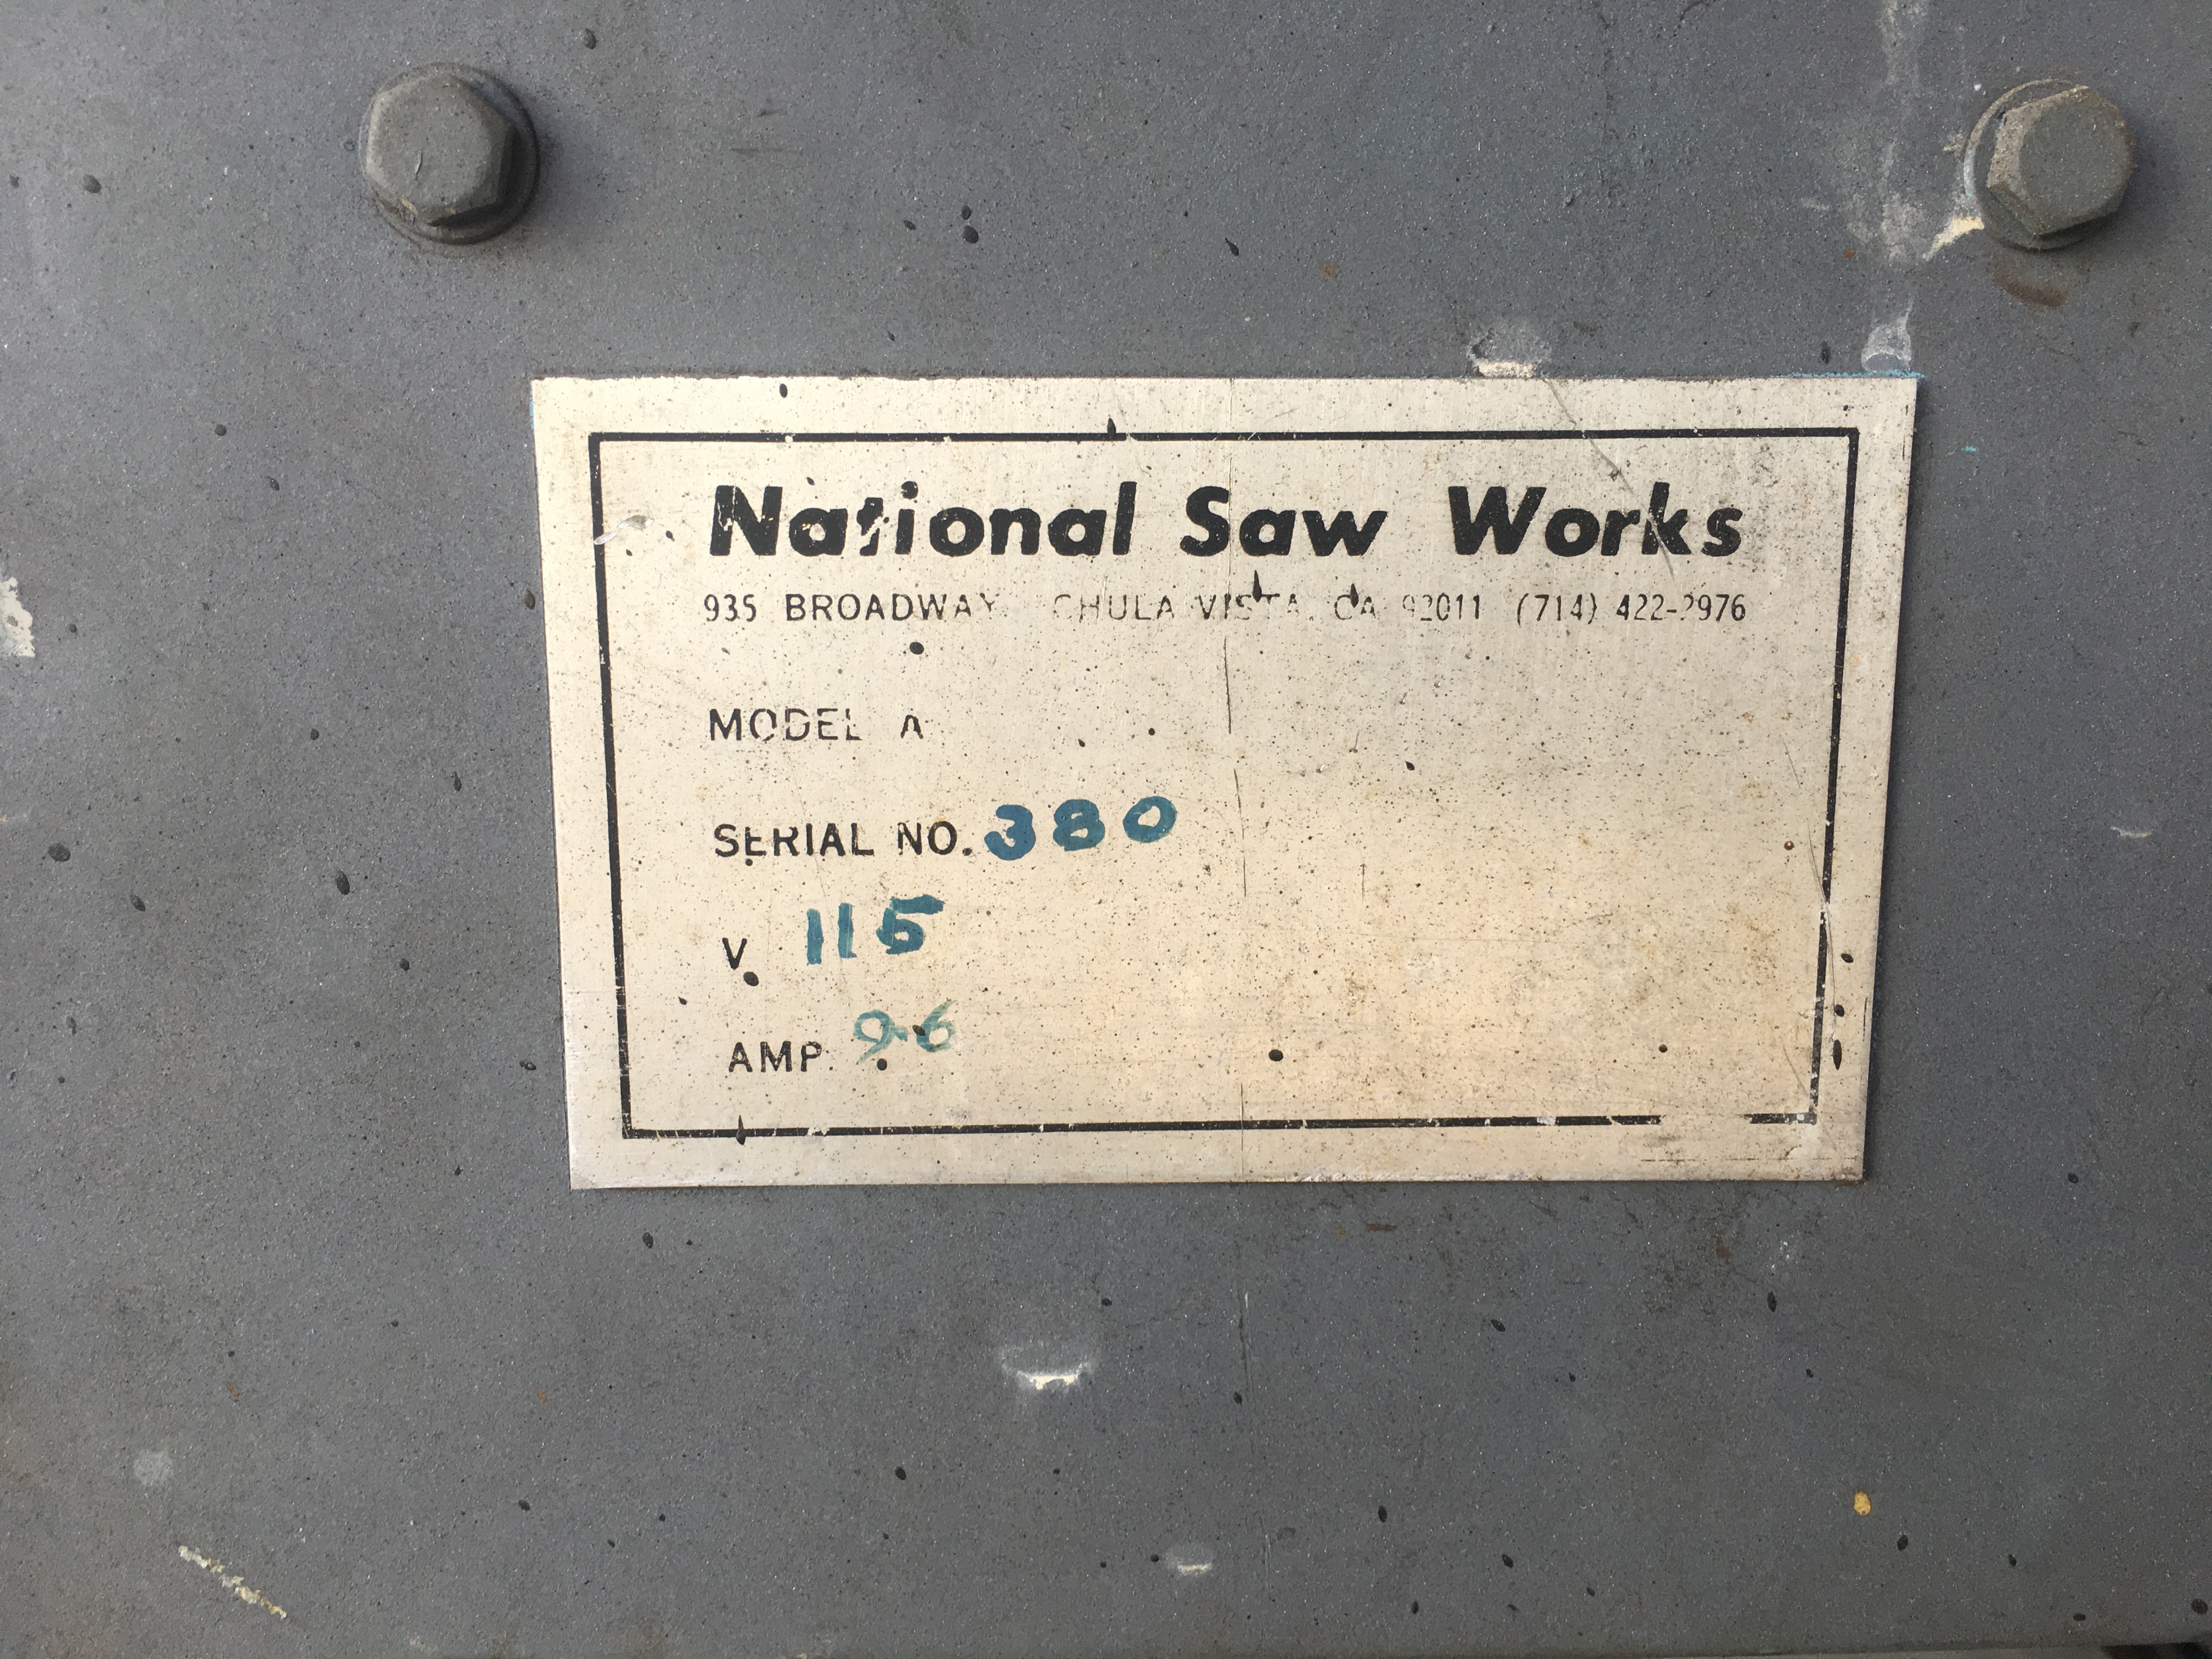 National Saw Works
935 BROADWAY CHULA VISTA, CA 92011 (714) 422-2976
MODEL A
SERIAL NO. 380
V 115
AMP. 9.6